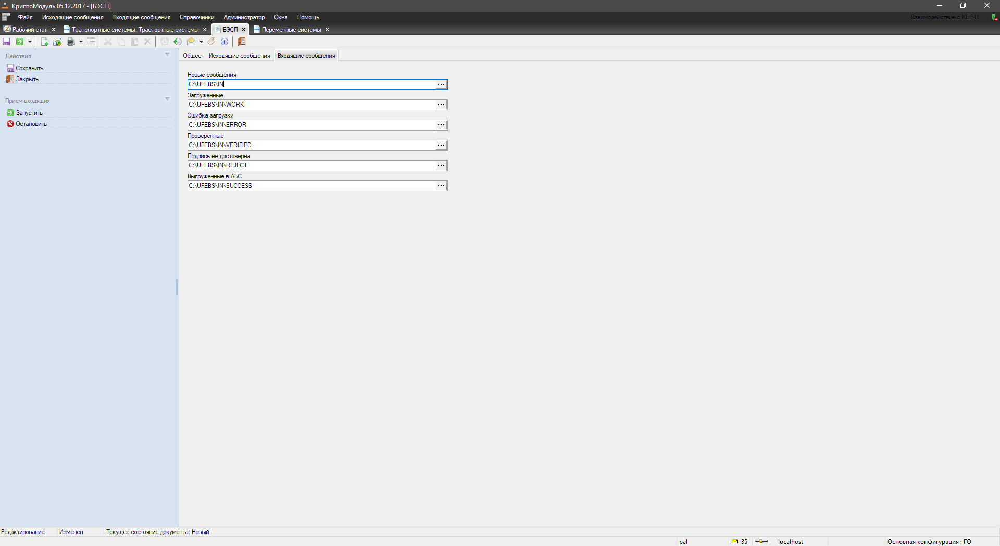 КриптоМодуль 05.12.2017 - [БЭСП]
Файл Исходящие сообщения Входящие сообщения Справочники Администратор Окна Помощь Взаимодействие с КБР-Н
Рабочий стол Транспортные системы: Траспортные системы БЭСП Переменные системы
Действия
Сохранить
Закрыть
Прием входящих
Запустить
Остановить
Общее Исходящие сообщения Входящие сообщения
Новые сообщения
C:\UFEBS\IN
Загруженные
C:\UFEBS\IN\WORK
Ошибка загрузки
C:\UFEBS\IN\ERROR
Проверенные
C:\UFEBS\IN\VERIFIED
Подпись не достоверна
C:\UFEBS\IN\REJECT
Выгруженные в АБС
C:\UFEBS\IN\SUCCESS
Редактирование Изменен Текущее состояние документа: Новый
pal 35 localhost Основная конфигурация : ГО